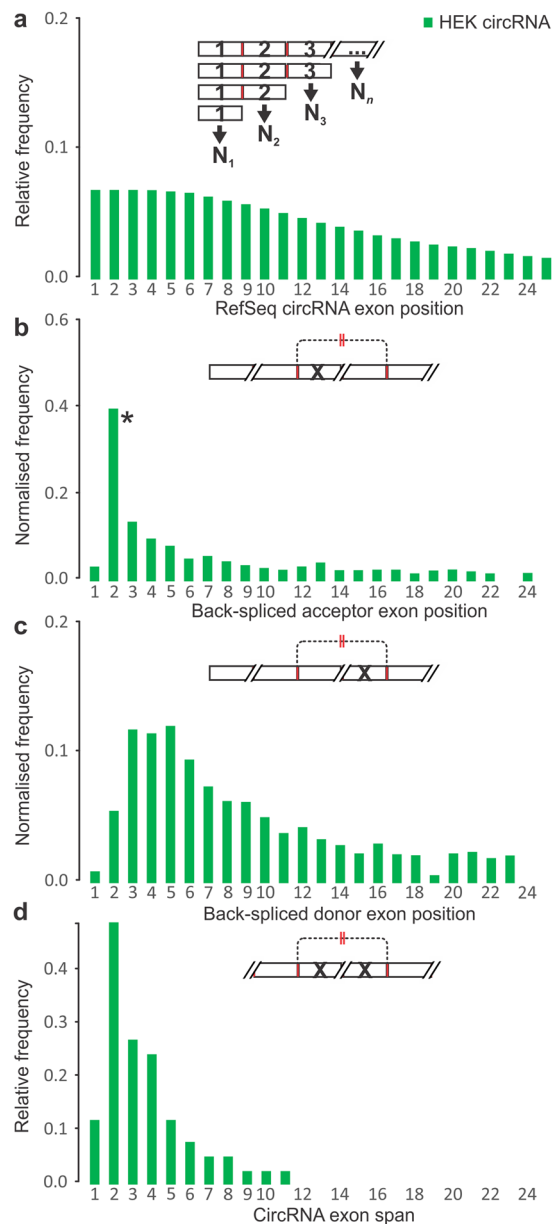 a
HEK circRNA
0.2
0.1
0.0
Relative frequency
1 2 3 ...
1 2 3
1 2
1
N1 N2 N3 Nn
1 2 3 4 5 6 7 8 9 10 12 14 16 18 20 22 24
RefSeq circRNA exon position
b
0.6
0.4
0.2
0.0
Normalised frequency
X
*
1 2 3 4 5 6 7 8 9 10 12 14 16 18 20 22 24
Back-spliced acceptor exon position
c
0.2
0.1
0.0
Normalised frequency
X
1 2 3 4 5 6 7 8 9 10 12 14 16 18 20 22 24
Back-spliced donor exon position
d
0.4
0.3
0.2
0.1
0.0
Relative frequency
X X
1 2 3 4 5 6 7 8 9 10 12 14 16 18 20 22 24
CircRNA exon span